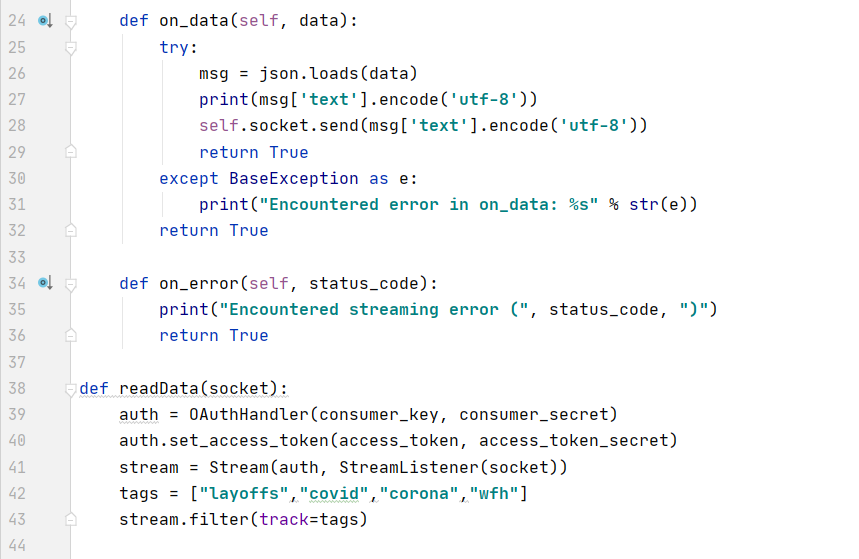 24 def on_data(self, data):
25 try:
26 msg = json.loads(data)
27 print(msg['text'].encode('utf-8'))
28 self.socket.send(msg['text'].encode('utf-8'))
29 return True
30 except BaseException as e:
31 print("Encountered error in on_data: %s" % str(e))
32 return True
33
34 def on_error(self, status_code):
35 print("Encountered streaming error (", status_code, ")")
36 return True
37
38 def readData(socket):
39 auth = OAuthHandler(consumer_key, consumer_secret)
40 auth.set_access_token(access_token, access_token_secret)
41 stream = Stream(auth, StreamListener(socket))
42 tags = ["layoffs","covid","corona","wfh"]
43 stream.filter(track=tags)
44